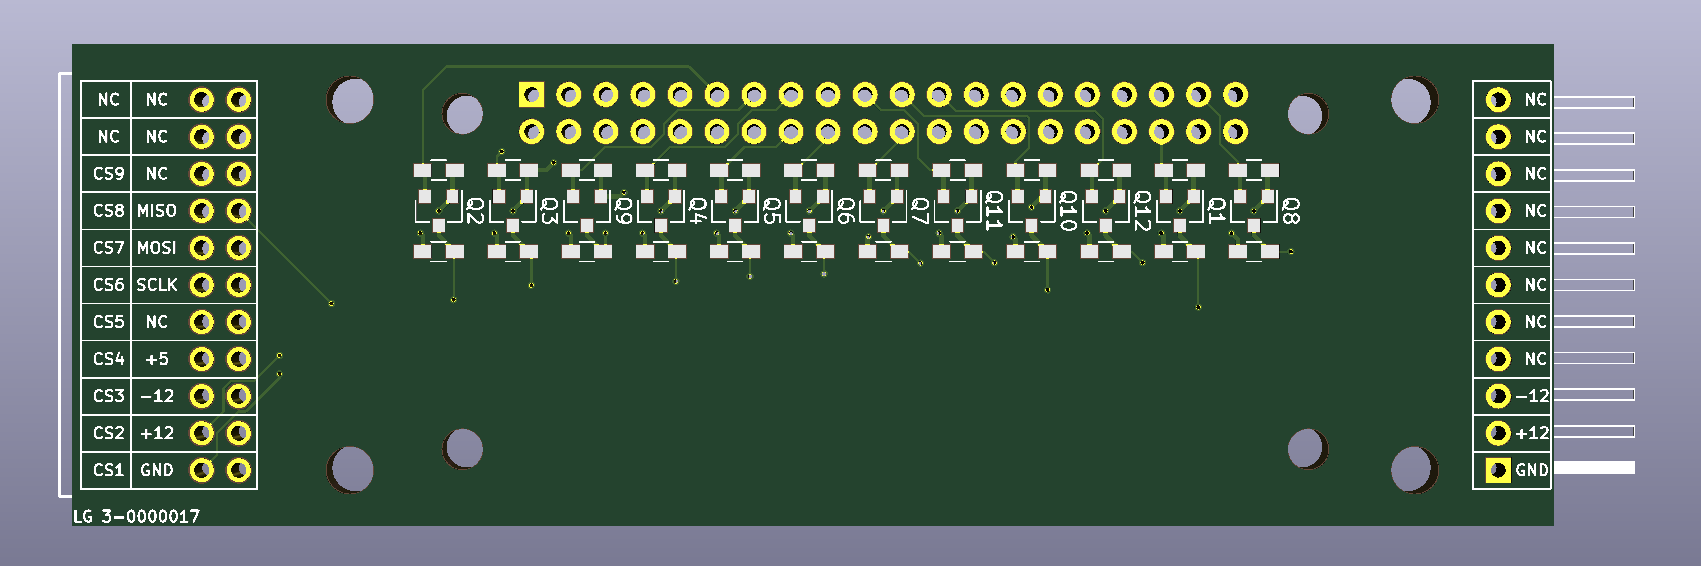 NC NC
NC NC
CS9 NC
CS8 MISO
CS7 MOSI
CS6 SCLK
CS5 NC
CS4 +5
CS3 -12
CS2 +12
CS1 GND
LG 3-0000017
Q2 Q3 Q9 Q4 Q5 Q6 Q7 Q11 Q10 Q12 Q1 Q8
NC
NC
NC
NC
NC
NC
NC
NC
-12
+12
GND